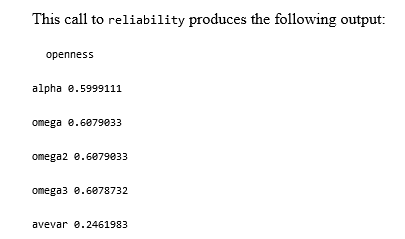 This call to reliability produces the following output:
openness
alpha 0.5999111
omega 0.6079033
omega2 0.6079033
omega3 0.6078732
avevar 0.2461983